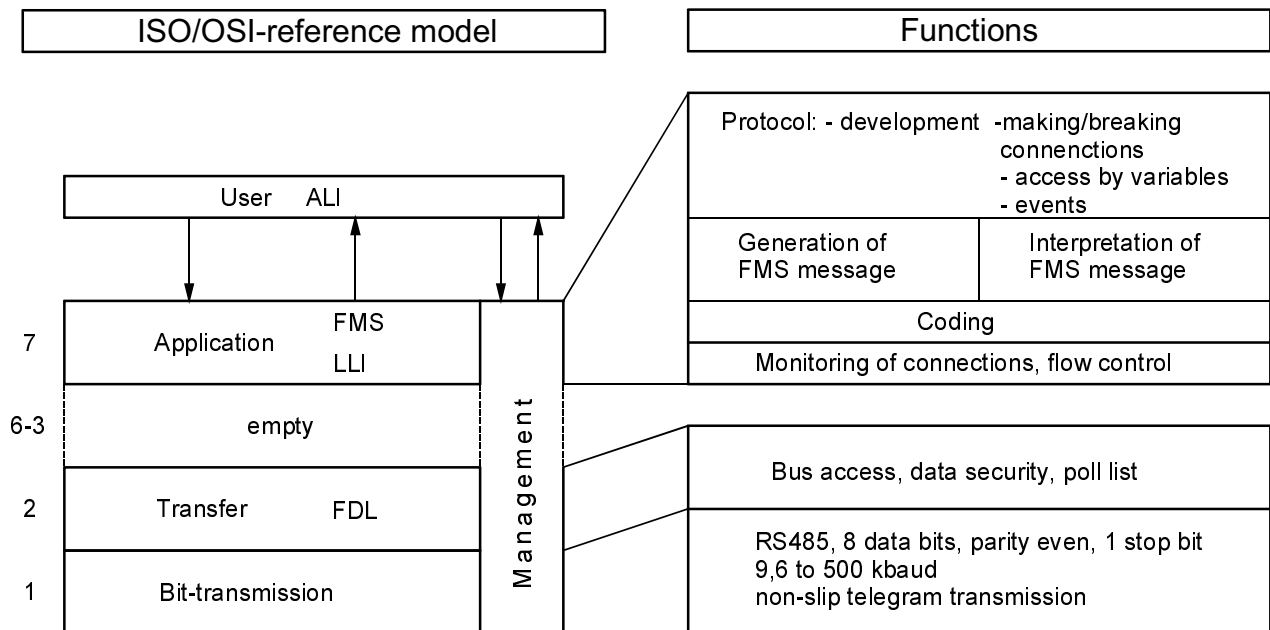 ISO/OSI-reference model
Functions
User ALI
7
Application
FMS
LLI
6-3
empty
2
Transfer
FDL
1
Bit-transmission
Management
Protocol: - development -making/breaking
connenctions
- access by variables
- events
Generation of
FMS message
Interpretation of
FMS message
Coding
Monitoring of connections, flow control
Bus access, data security, poll list
RS485, 8 data bits, parity even, 1 stop bit
9,6 to 500 kbaud
non-slip telegram transmission